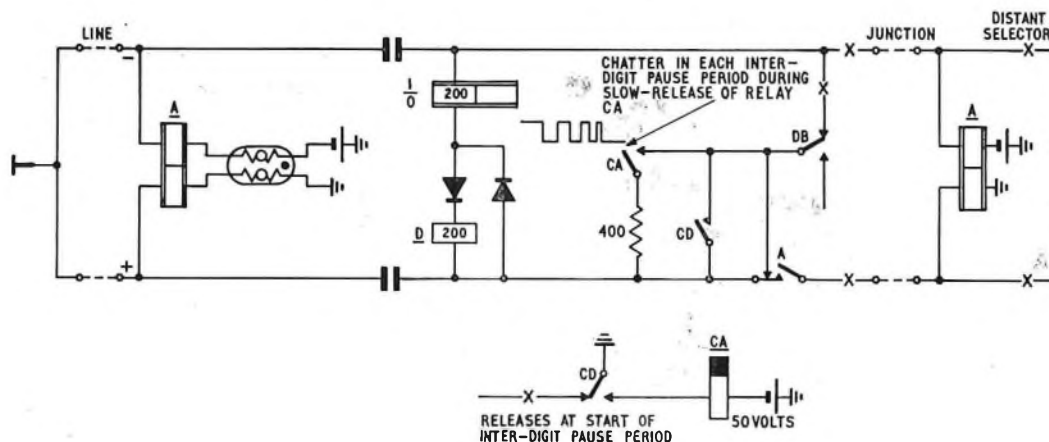 LINE
JUNCTION
DISTANT
SELECTOR
X
X
-
CHATTER IN EACH INTER-
DIGIT PAUSE PERIOD DURING
SLOW-RELEASE OF RELAY
CA
X
I/O
200
A
A
DB
CA
D
200
400
CD
A
+
X
X
CD
CA
X
50 VOLTS
RELEASES AT START OF
INTER-DIGIT PAUSE PERIOD